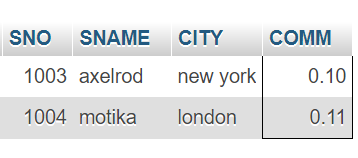 SNO SNAME CITY COMM
1003 axelrod new york 0.10
1004 motika london 0.11